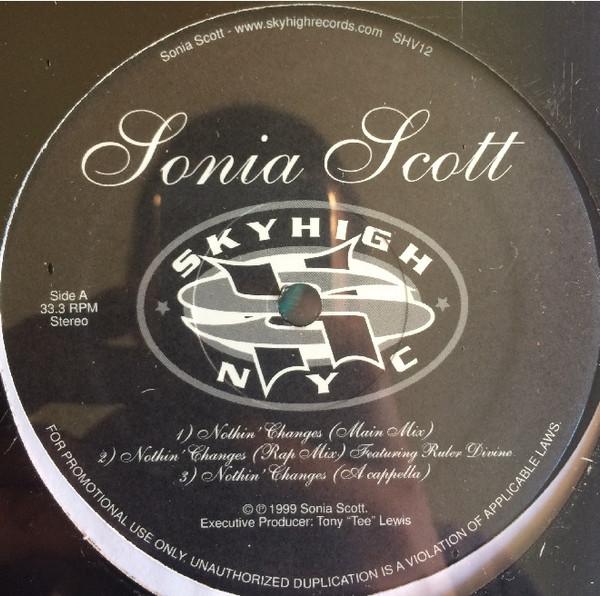 Sonia Scott - www.skyhighrecords.com SHV12
Sonia Scott
SKYHIGH
NYC
Side A
33.3 RPM
Stereo
1) Nothin' Changes (Main Mix)
2) Nothin' Changes (Rap Mix) Featuring Ruler Divine
3) Nothin' Changes (Acappella)
© ℗ 1999 Sonia Scott.
Executive Producer: Tony "Tee" Lewis
FOR PROMOTIONAL USE ONLY. UNAUTHORIZED DUPLICATION IS A VIOLATION OF APPLICABLE LAWS.